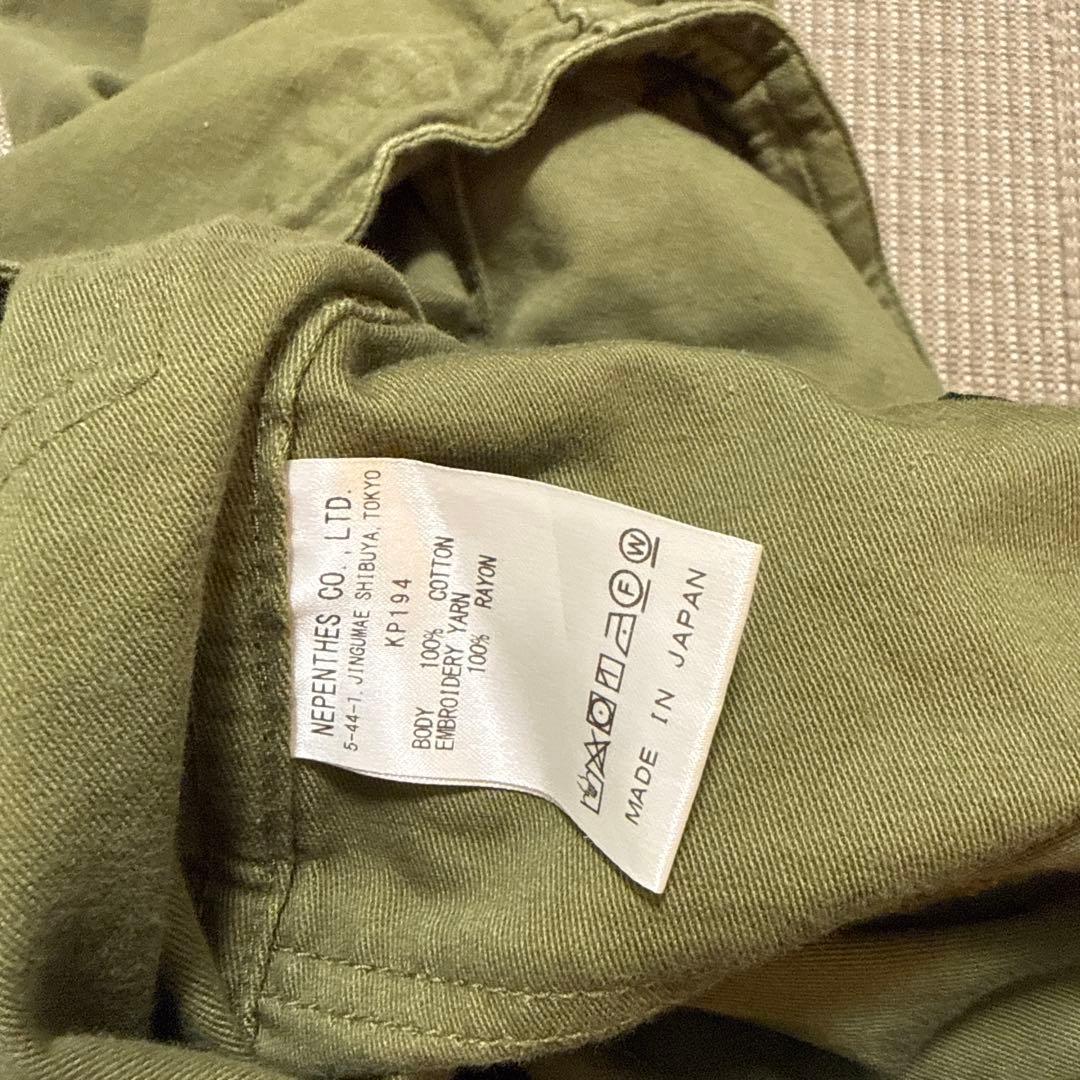 NEPENTHES CO., LTD.
5-44-1, JINGUMAE SHIBUYA, TOKYO
KP194
BODY 100% COTTON
EMBROIDERY YARN
100% RAYON
F W
MADE IN JAPAN